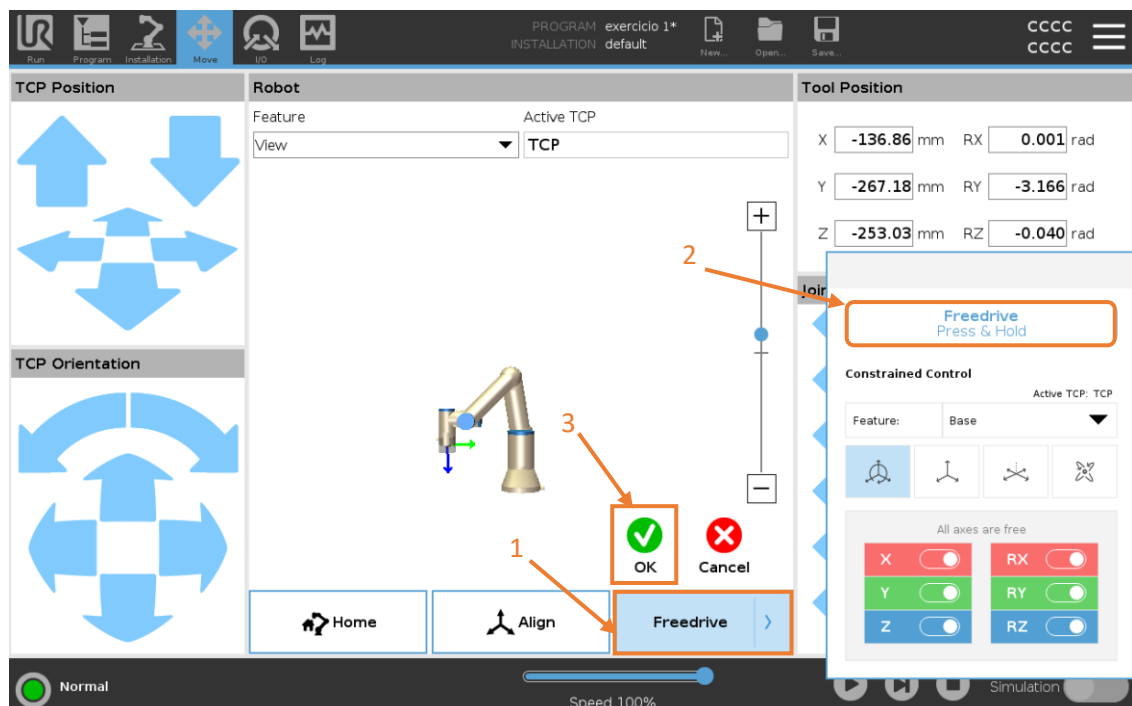 PROGRAM exercicio 1*
INSTALLATION default
Run
Program
Installation
Move
I/O
Log
New...
Open...
Save...
CCCC
CCCC
TCP Position
Robot
Tool Position
Feature
Active TCP
View
TCP
X -136.86 mm RX 0.001 rad
Y -267.18 mm RY -3.166 rad
Z -253.03 mm RZ -0.040 rad
2
Join
Freedrive
Press & Hold
TCP Orientation
Constrained Control
Active TCP: TCP
Feature: Base
3
All axes are free
X RX
Y RY
Z RZ
1
OK
Cancel
Home
Align
Freedrive
Normal
Speed 100%
Simulation